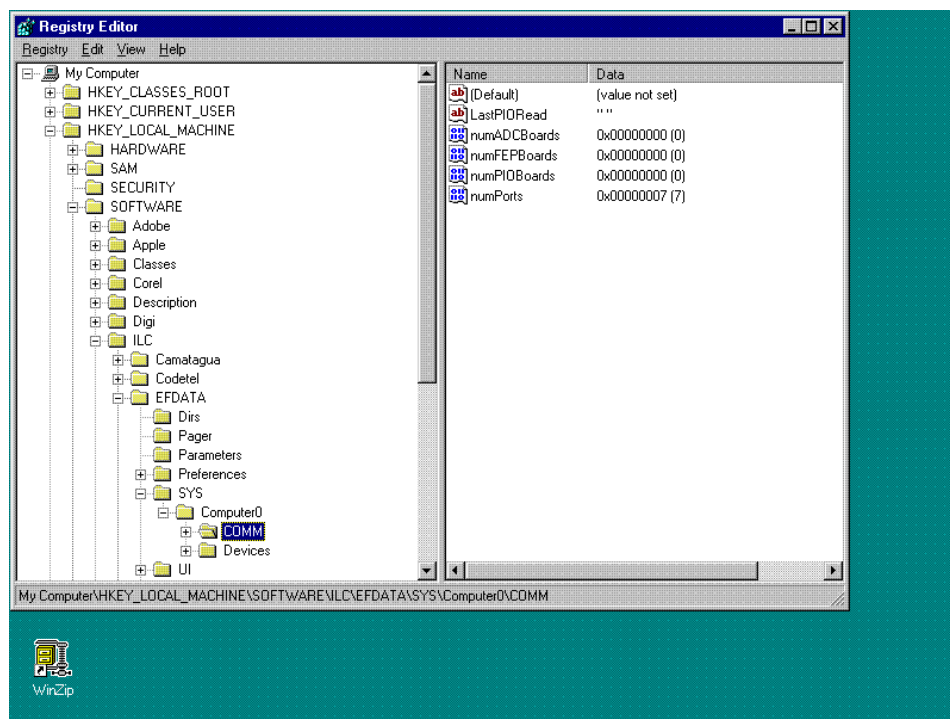 Registry Editor
Registry Edit View Help
My Computer
HKEY_CLASSES_ROOT
HKEY_CURRENT_USER
HKEY_LOCAL_MACHINE
HARDWARE
SAM
SECURITY
SOFTWARE
Adobe
Apple
Classes
Corel
Description
Digi
ILC
Camatagua
Codetel
EFDATA
Dirs
Pager
Parameters
Preferences
SYS
Computer0
COMM
Devices
UI
Name Data
(Default) (value not set)
LastPIORead " "
numADCBoards 0x00000000 (0)
numFEPBoards 0x00000000 (0)
numPIOBoards 0x00000000 (0)
numPorts 0x00000007 (7)
My Computer\HKEY_LOCAL_MACHINE\SOFTWARE\ILC\EFDATA\SYS\Computer0\COMM
WinZip